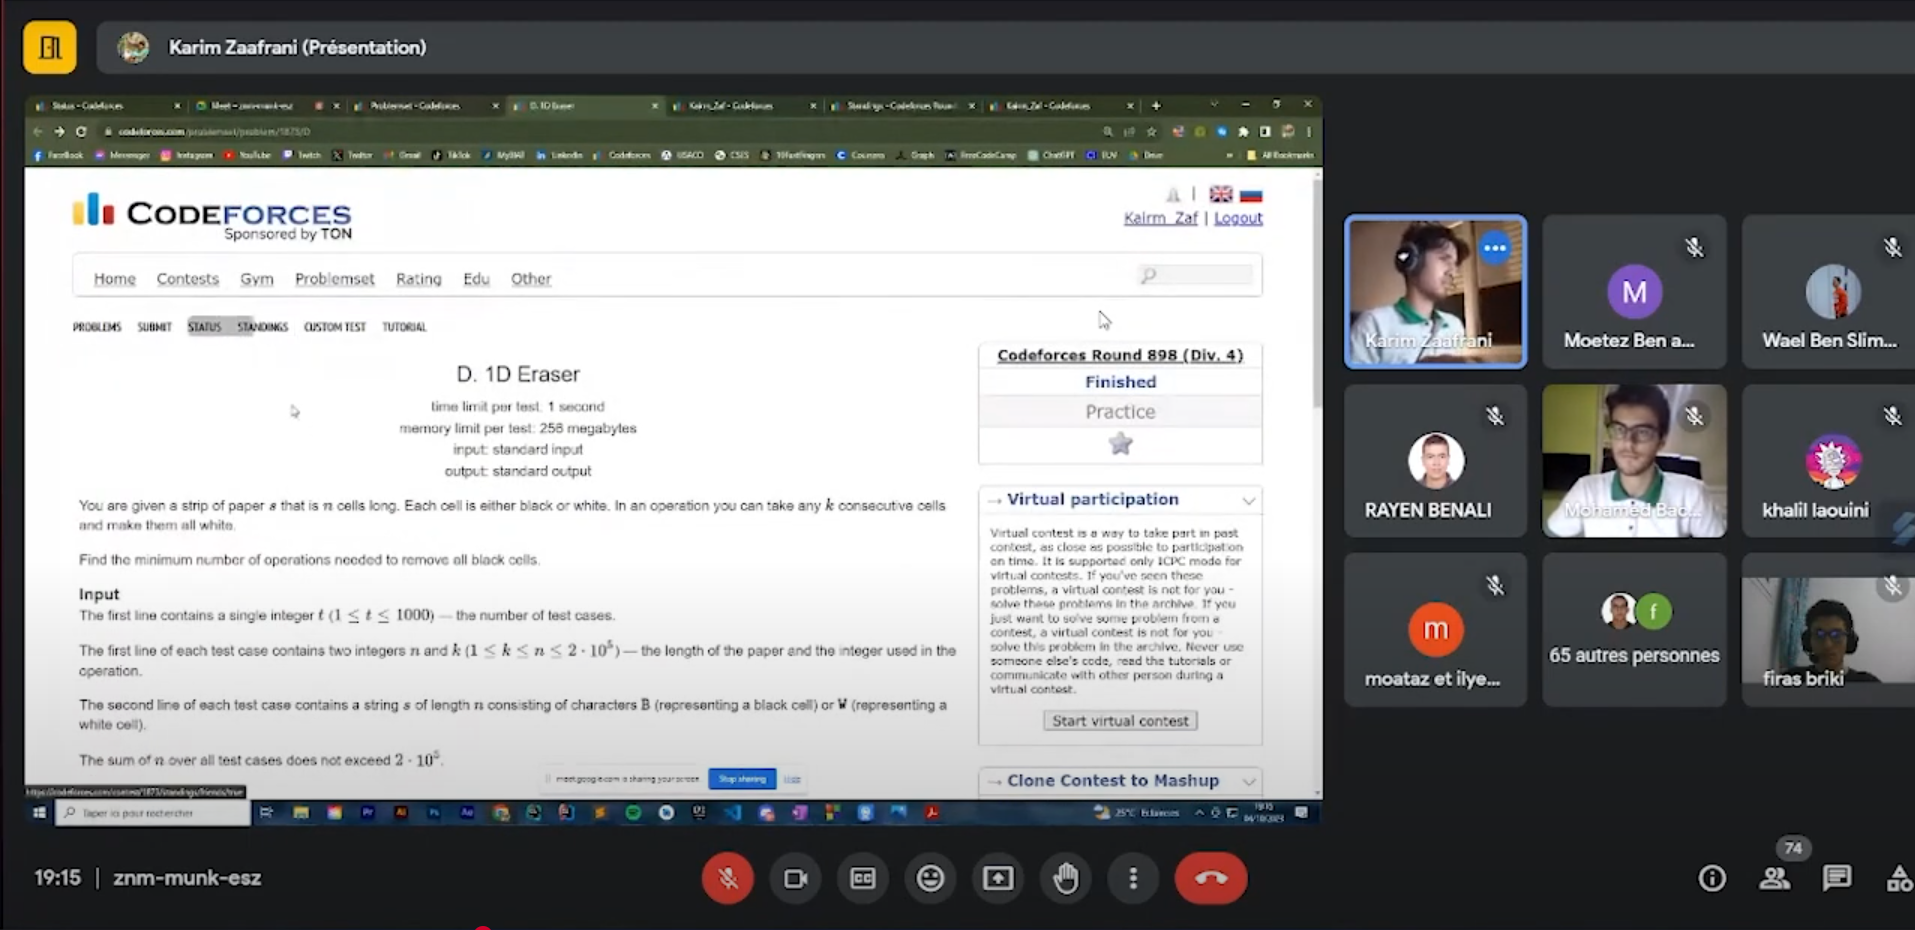 Karim Zaafrani (Présentation)
Status - Codeforces
Meet - znm-munk-esz
Problemset - Codeforces
D. 1D Eraser
Kairm_Zaf - Codeforces
Standings - Codeforces Round
Kairm_Zaf - Codeforces
codeforces.com/problemset/problem/1873/D
Facebook Messenger Instagram YouTube Twitch Twitter Gmail TikTok LinkedIn Codeforces USACO CSES 10FastFingers Coursera Graph FreeCodeCamp ChatGPT Drive All Bookmarks
CODEFORCES
Sponsored by TON
Kairm_Zaf | Logout
Home Contests Gym Problemset Rating Edu Other
PROBLEMS SUBMIT STATUS STANDINGS CUSTOM TEST TUTORIAL
D. 1D Eraser
time limit per test: 1 second
memory limit per test: 256 megabytes
input: standard input
output: standard output
You are given a strip of paper s that is n cells long. Each cell is either black or white. In an operation you can take any k consecutive cells
and make them all white.
Find the minimum number of operations needed to remove all black cells.
Input
The first line contains a single integer t (1 ≤ t ≤ 1000) — the number of test cases.
The first line of each test case contains two integers n and k (1 ≤ k ≤ n ≤ 2 · 10⁵) — the length of the paper and the integer used in the
operation.
The second line of each test case contains a string s of length n consisting of characters B (representing a black cell) or W (representing a
white cell).
The sum of n over all test cases does not exceed 2 · 10⁵.
Codeforces Round 898 (Div. 4)
Finished
Practice
→ Virtual participation
Virtual contest is a way to take part in past
contest, as close as possible to participation
on time. It is supported only ICPC mode for
virtual contests. If you've seen these
problems, a virtual contest is not for you -
solve these problems in the archive. If you
just want to solve some problem from a
contest, a virtual contest is not for you -
solve this problem in the archive. Never use
someone else's code, read the tutorials or
communicate with other person during a
virtual contest.
Start virtual contest
→ Clone Contest to Mashup
meet.google.com is sharing your screen.
Stop sharing
Hide
https://codeforces.com/contest/1873/standings/friends/true
Taper ici pour rechercher
25°C Éclaircies
19:15
04/10/2023
Karim Zaafrani
M
Moetez Ben a...
Wael Ben Slim...
RAYEN BENALI
Mohamed Bac...
khalil laouini
m
moataz et ilye...
f
65 autres personnes
firas briki
19:15 | znm-munk-esz
CC
74